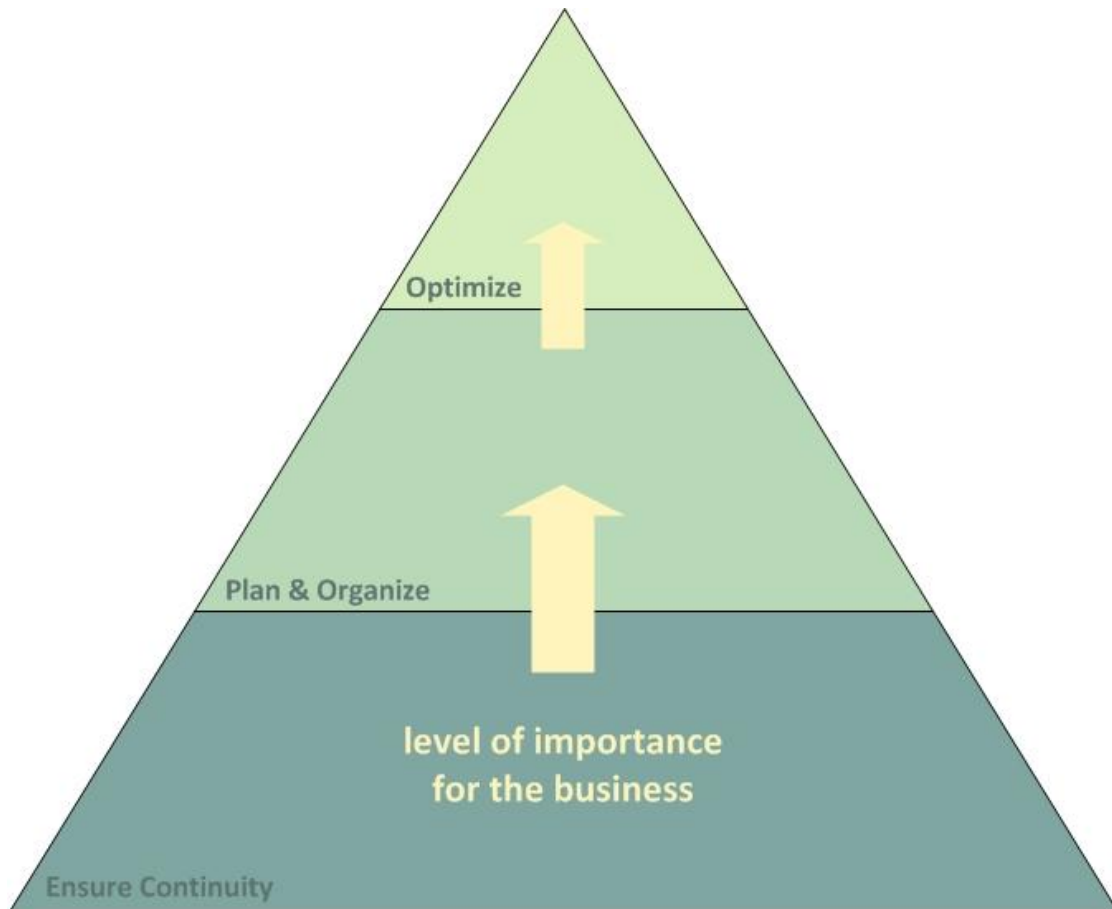 Optimize
Plan & Organize
level of importance
for the business
Ensure Continuity